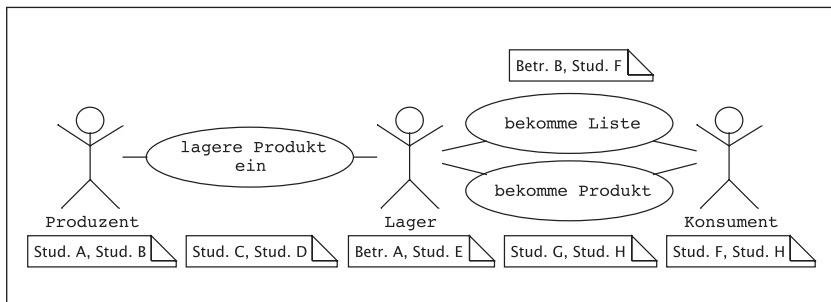 Betr. B, Stud. F
bekomme Liste
lagere Produkt
ein
bekomme Produkt
Produzent
Lager
Konsument
Stud. A, Stud. B
Stud. C, Stud. D
Betr. A, Stud. E
Stud. G, Stud. H
Stud. F, Stud. H